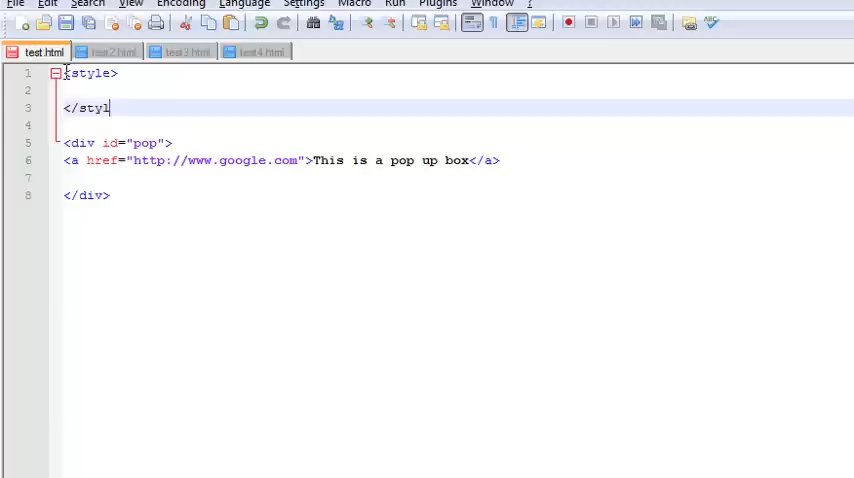 File Edit Search View Encoding Language Settings Macro Run Plugins Window ?
test.html test2.html test3.html test4.html
1 <style>
2
3 </styl
4
5 <div id="pop">
6 <a href="http://www.google.com">This is a pop up box</a>
7
8 </div>